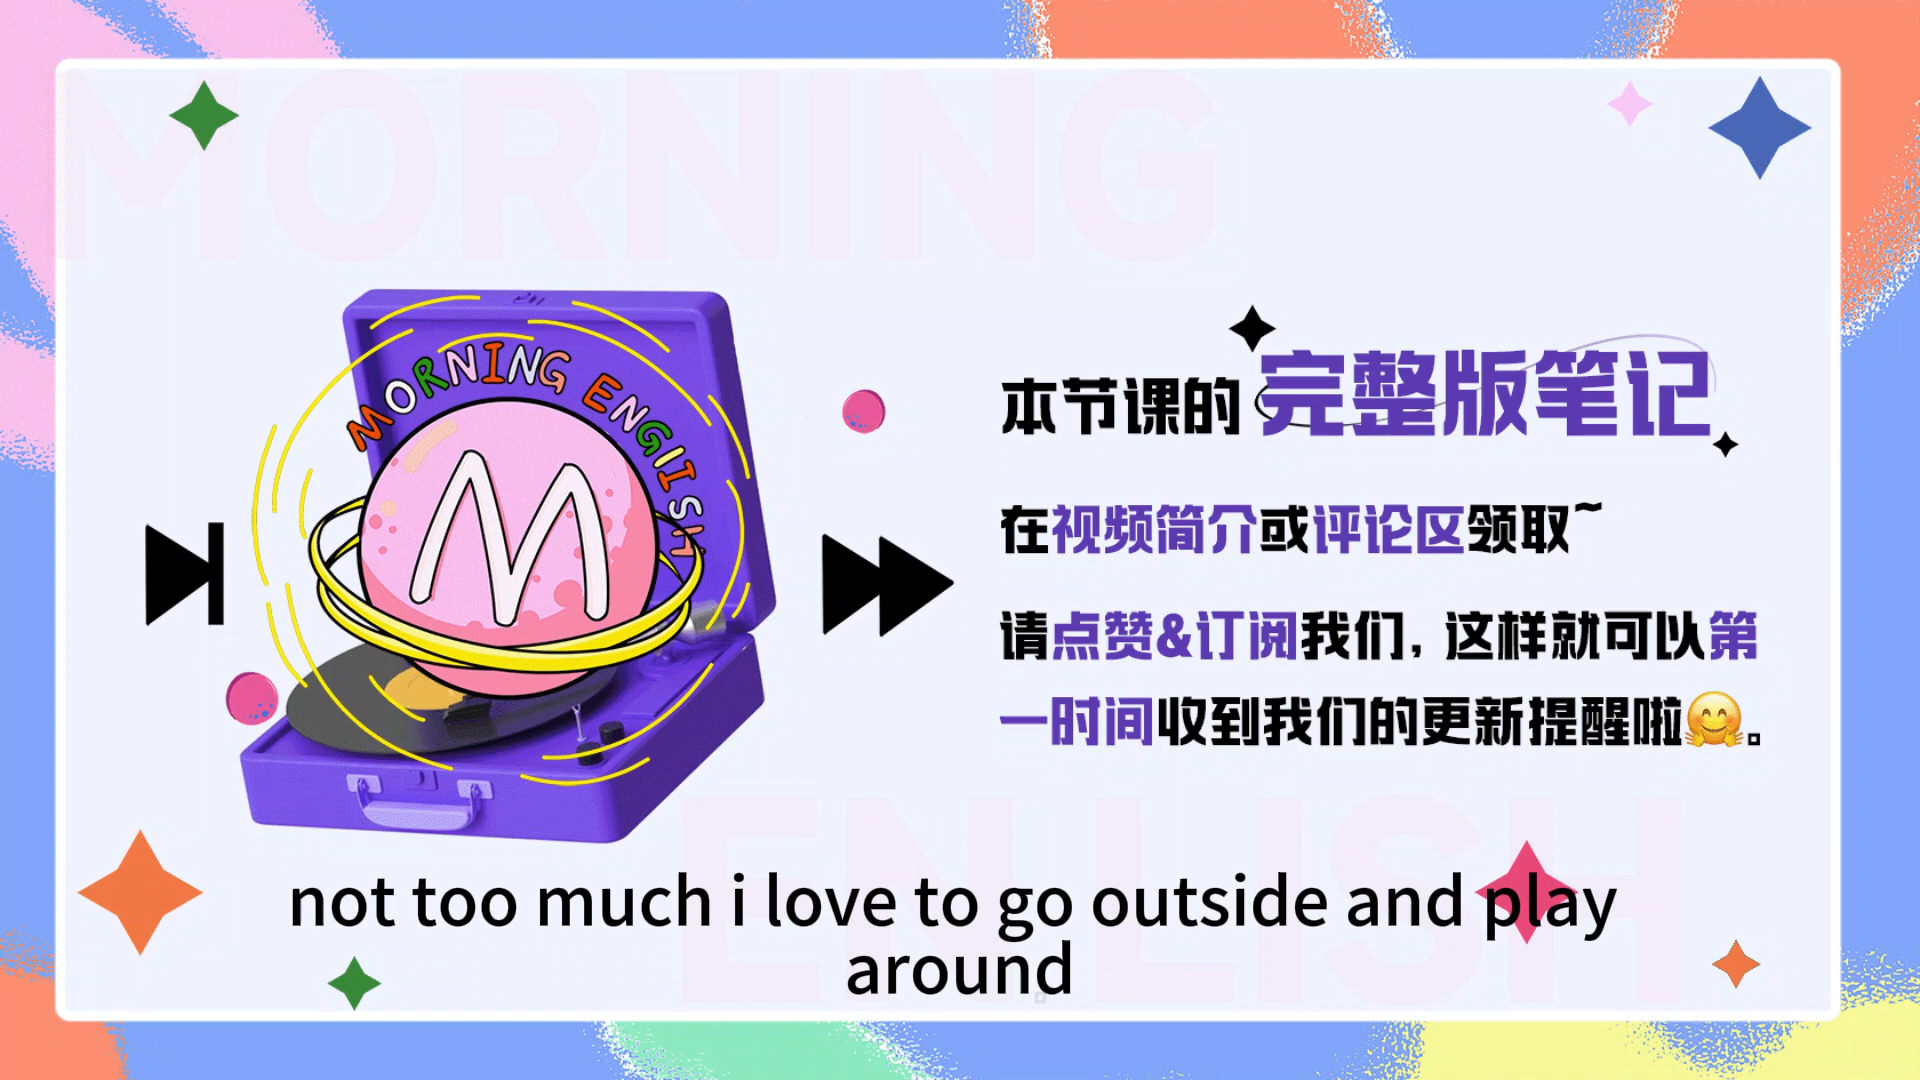 MORNING
MORNING ENGLISH
M
本节课的完整版笔记
在视频简介或评论区领取~
请点赞&订阅我们，这样就可以第
一时间收到我们的更新提醒啦🤗。
EN LISH
not too much i love to go outside and play
around